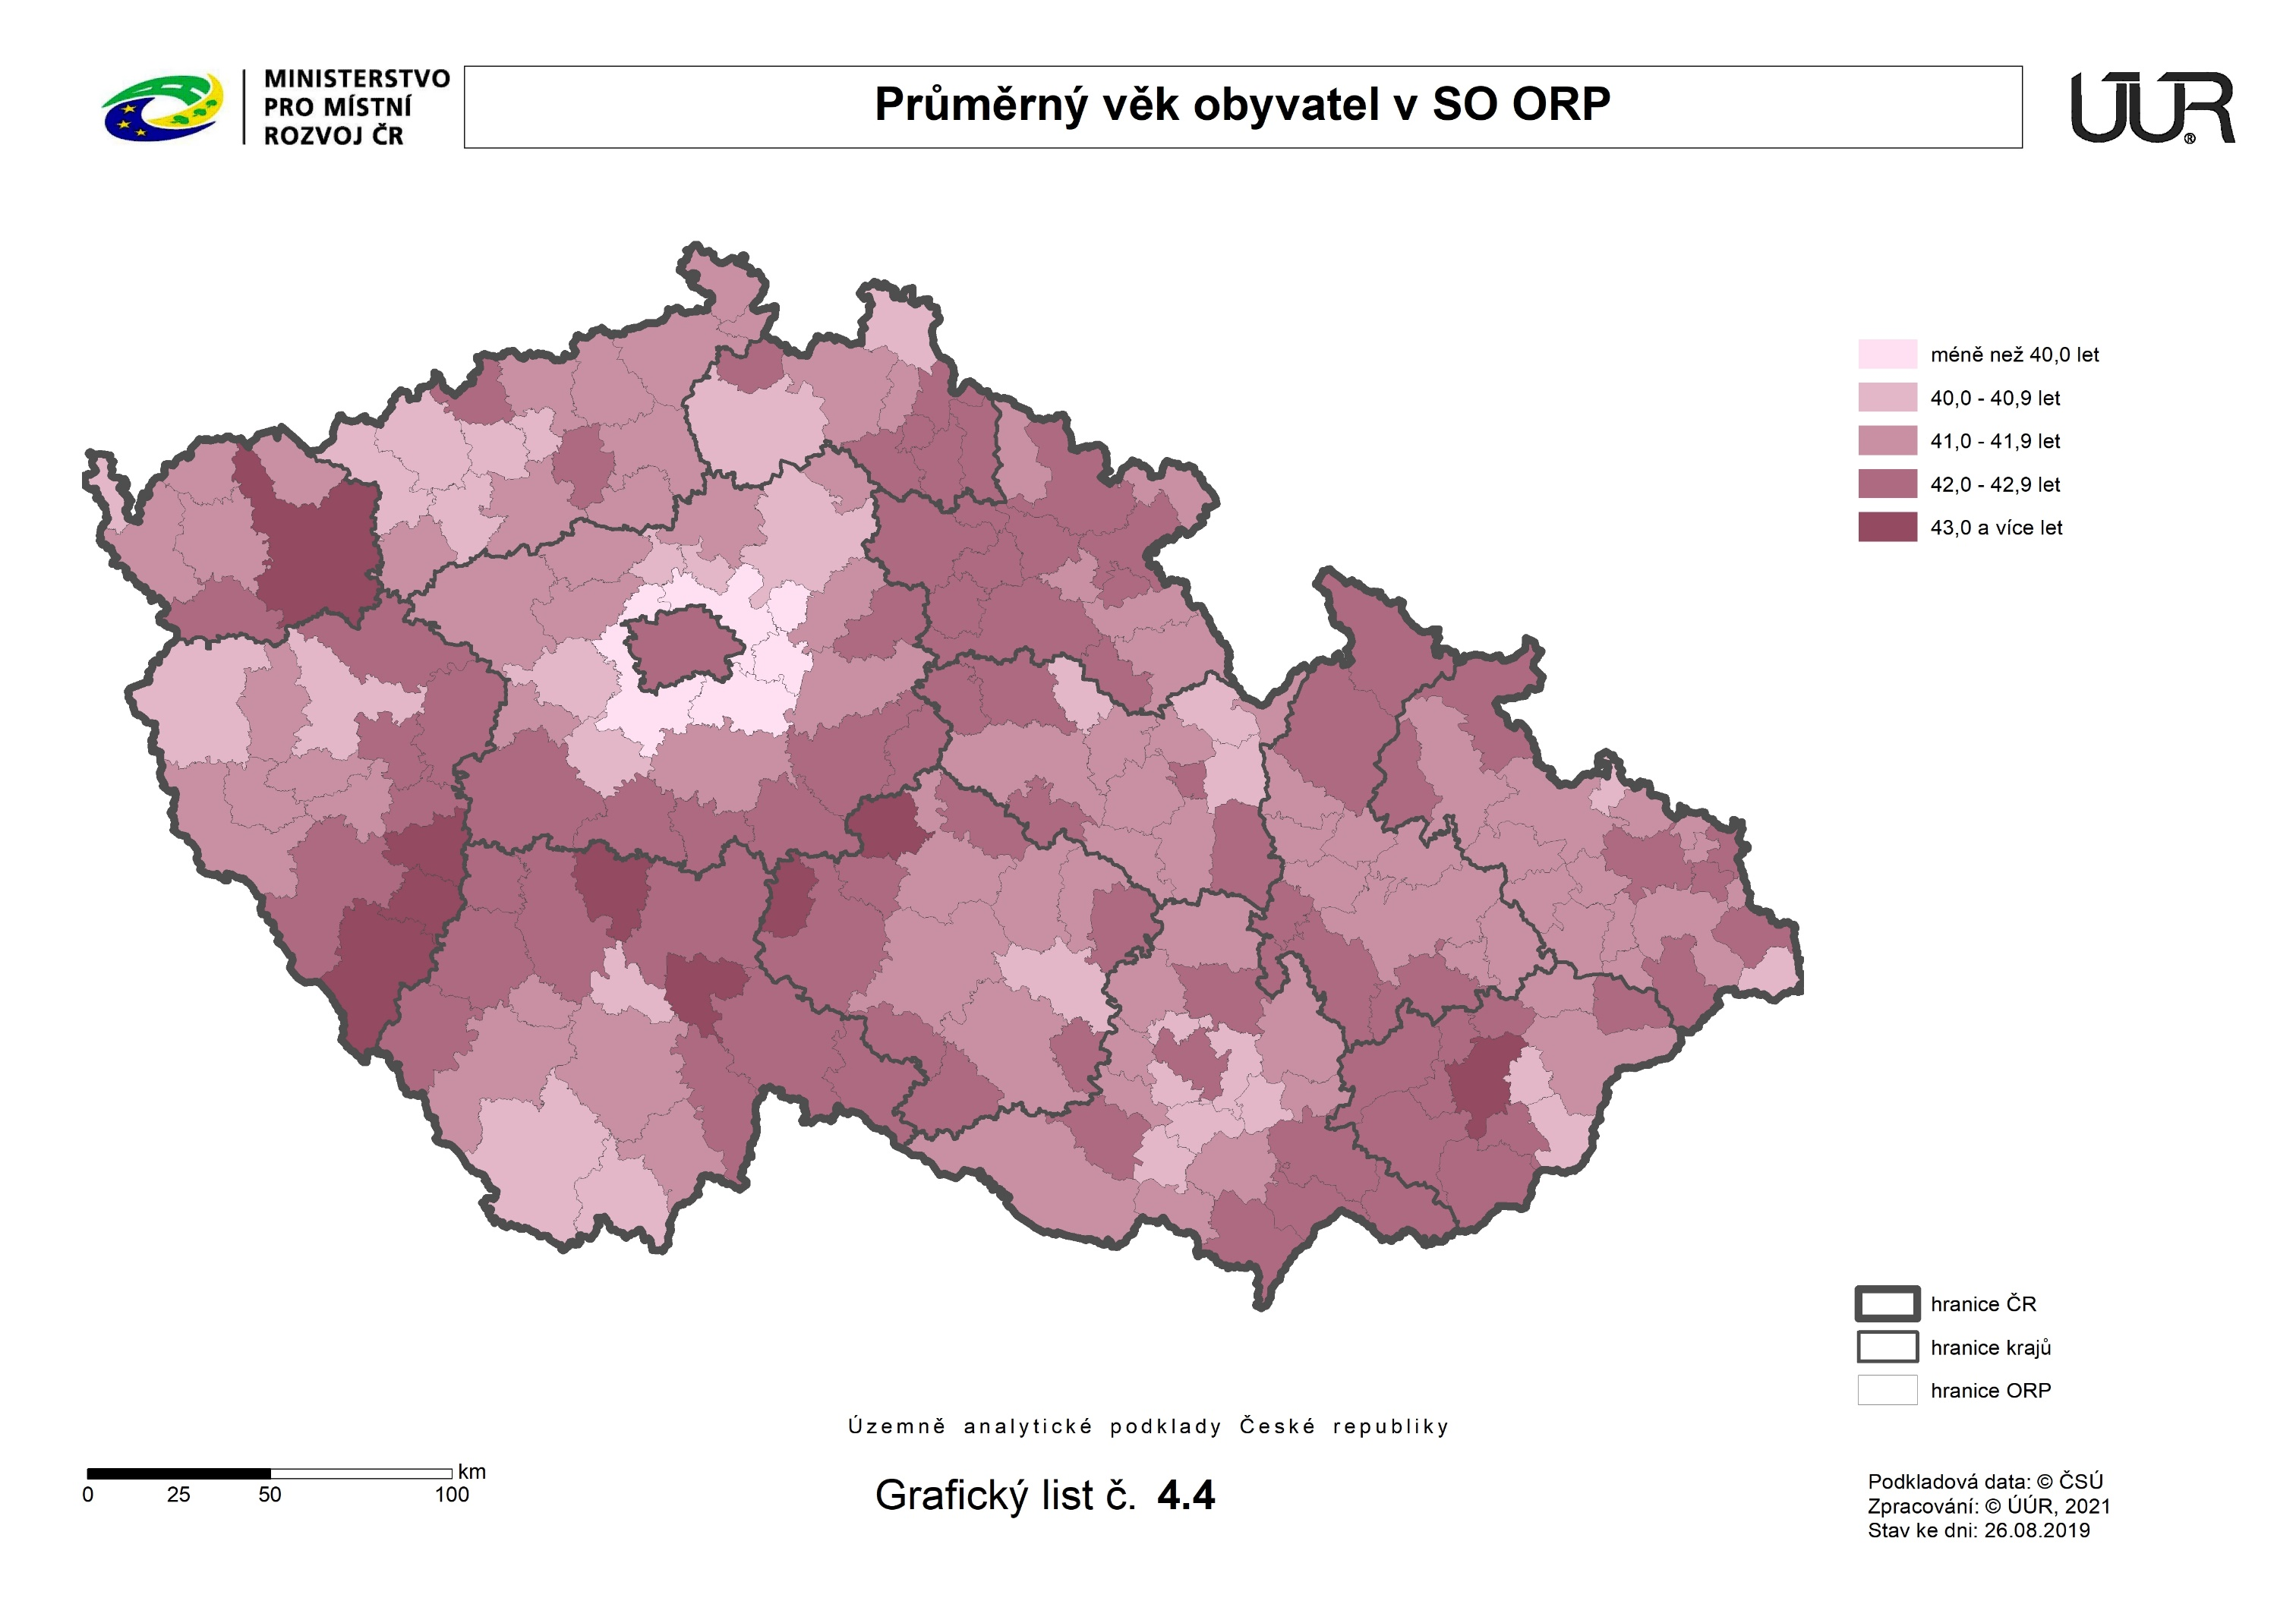 MINISTERSTVO
PRO MÍSTNÍ
ROZVOJ ČR
Průměrný věk obyvatel v SO ORP
ÚÚR®
méně než 40,0 let
40,0 - 40,9 let
41,0 - 41,9 let
42,0 - 42,9 let
43,0 a více let
hranice ČR
hranice krajů
hranice ORP
Územně analytické podklady České republiky
km
0 25 50 100
Grafický list č. 4.4
Podkladová data: © ČSÚ
Zpracování: © ÚÚR, 2021
Stav ke dni: 26.08.2019